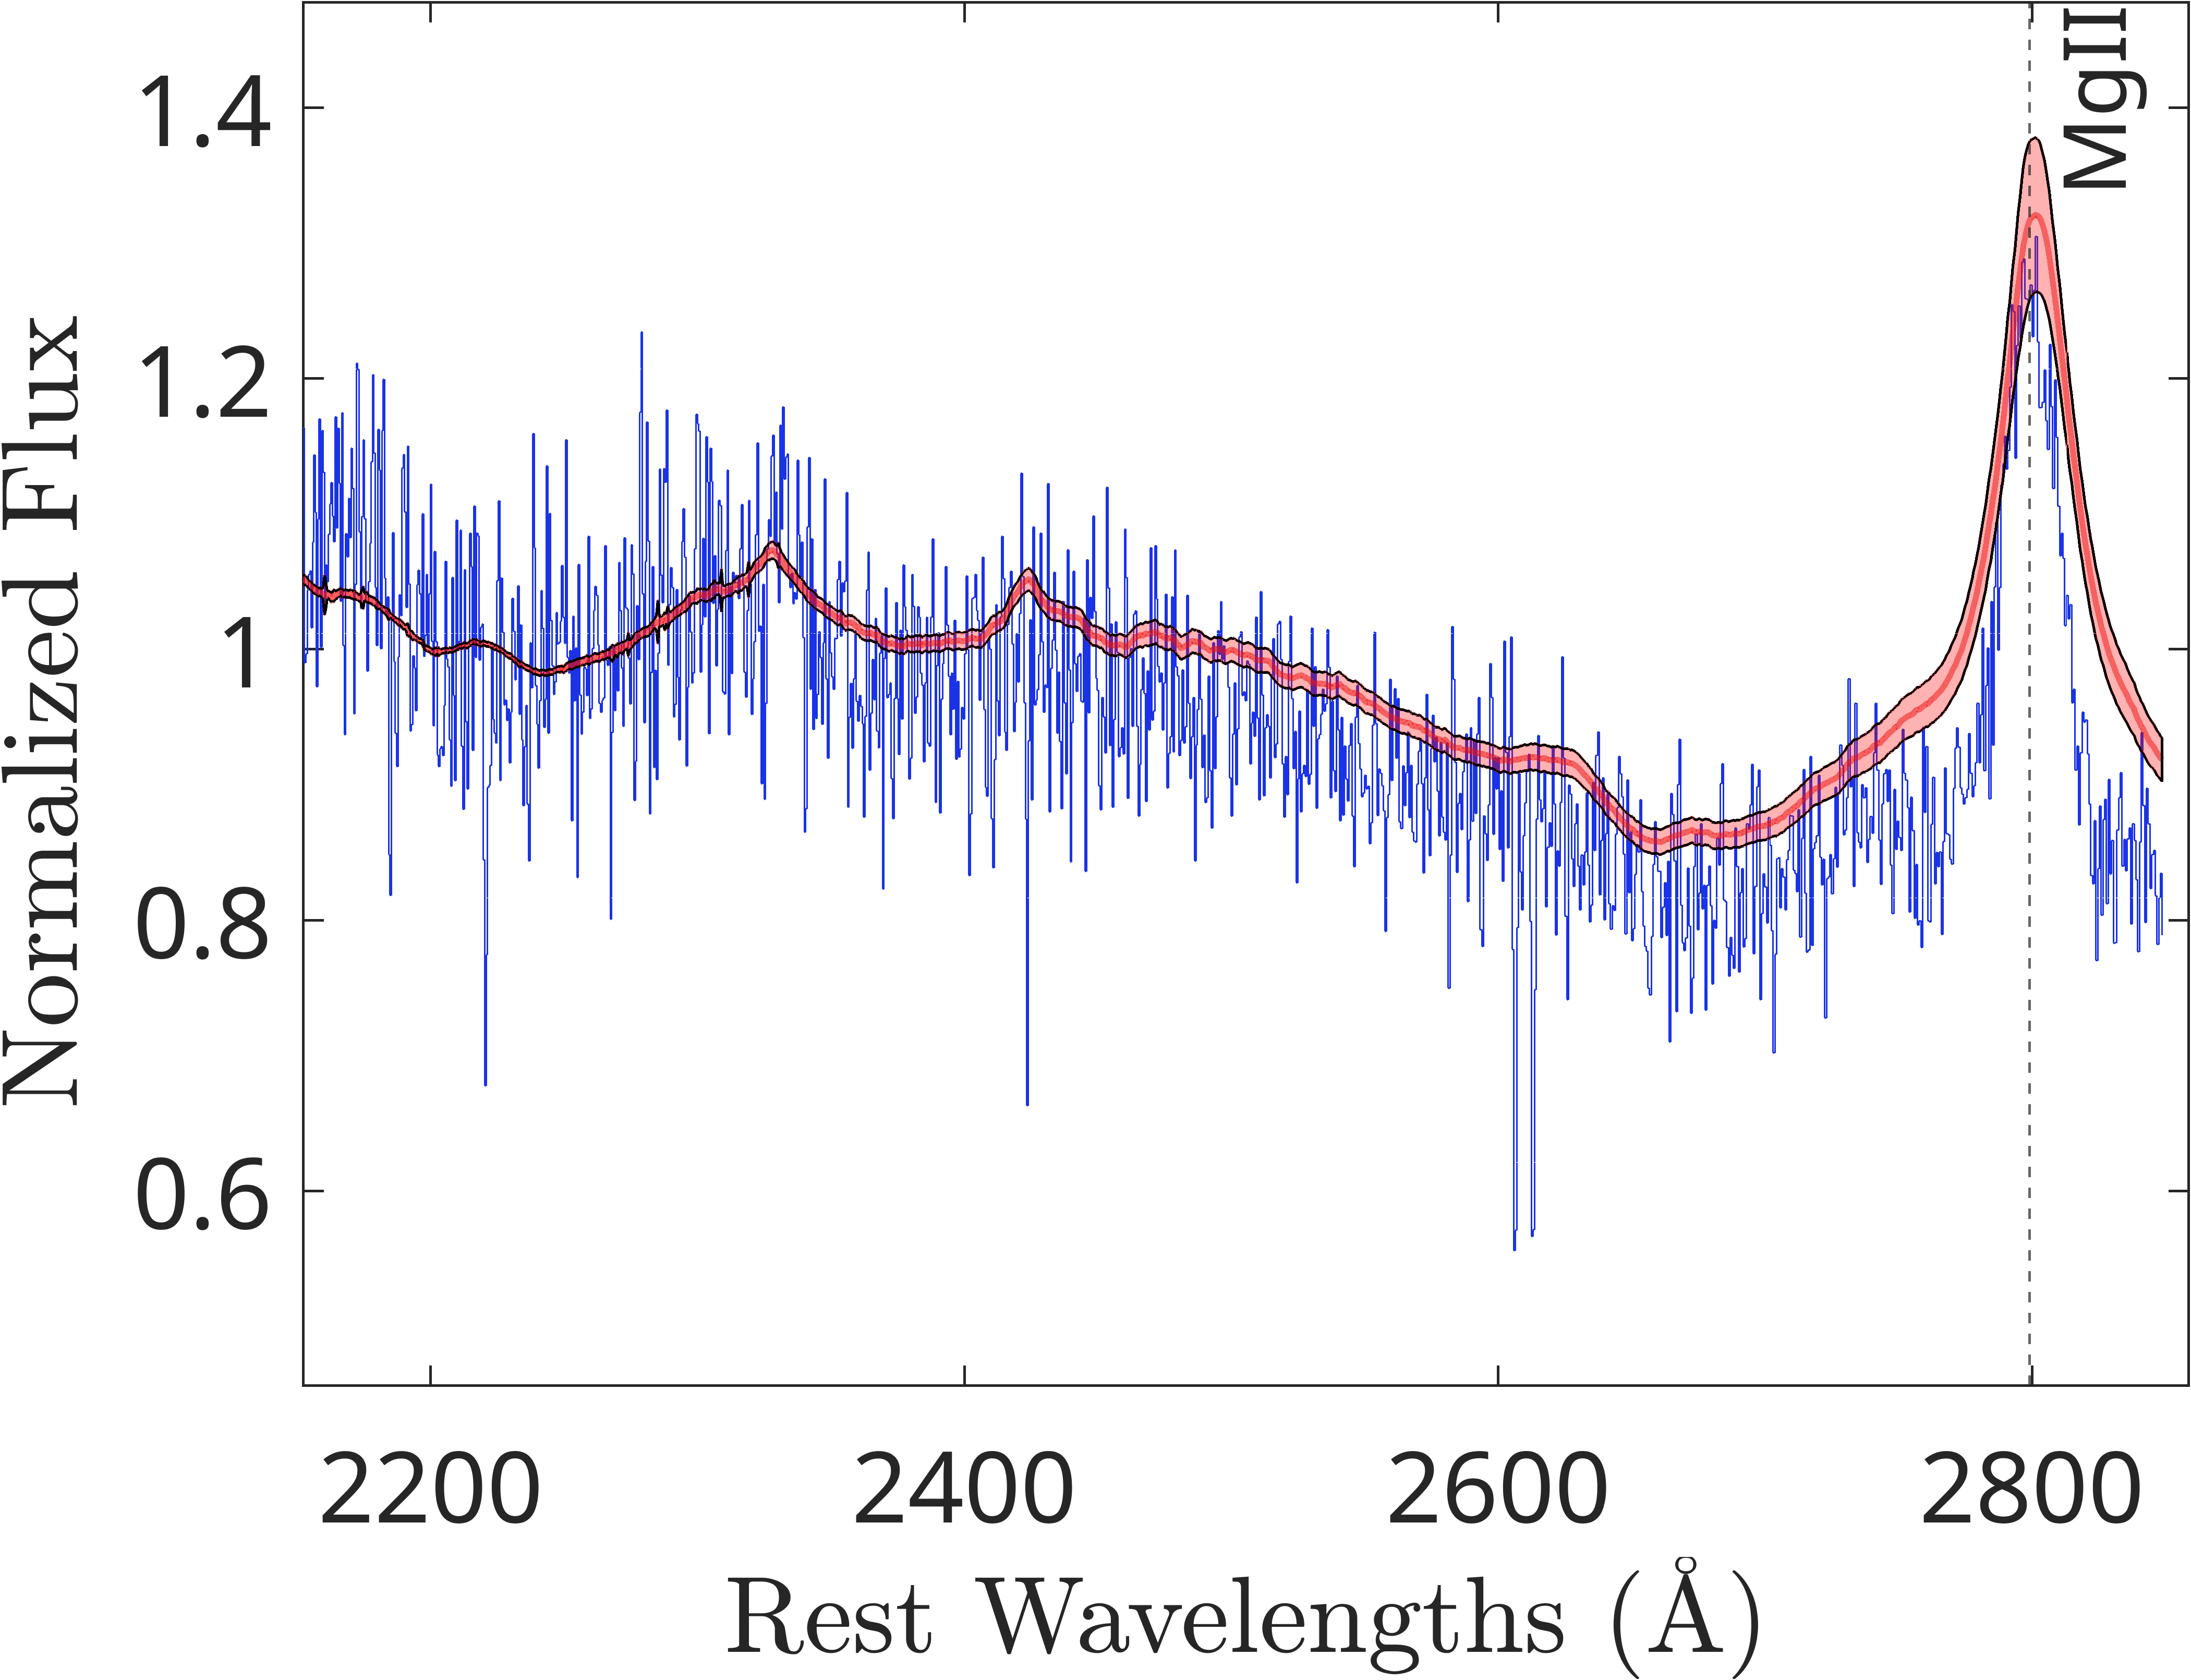 MgII
1.4
1.2
1
0.8
0.6
Normalized Flux
2200 2400 2600 2800
Rest Wavelengths (Å)